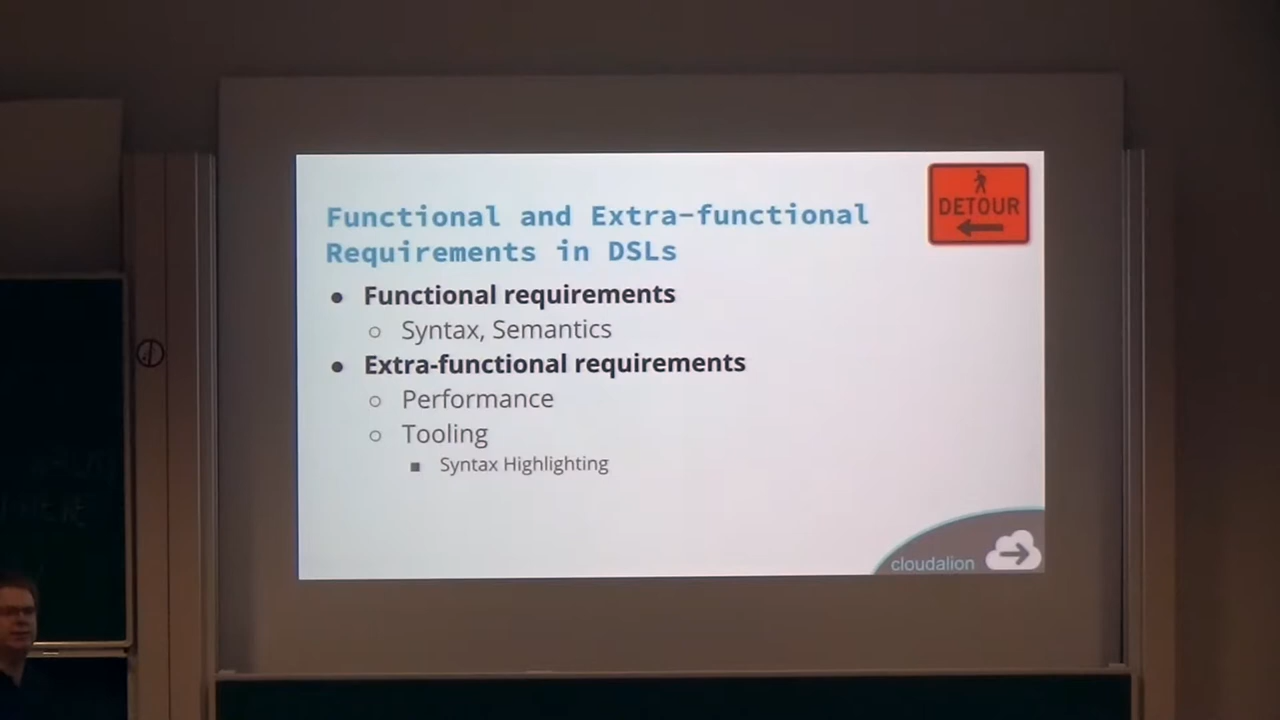 DETOUR
Functional and Extra-functional
Requirements in DSLs
● Functional requirements
○ Syntax, Semantics
● Extra-functional requirements
○ Performance
○ Tooling
■ Syntax Highlighting
cloudalion